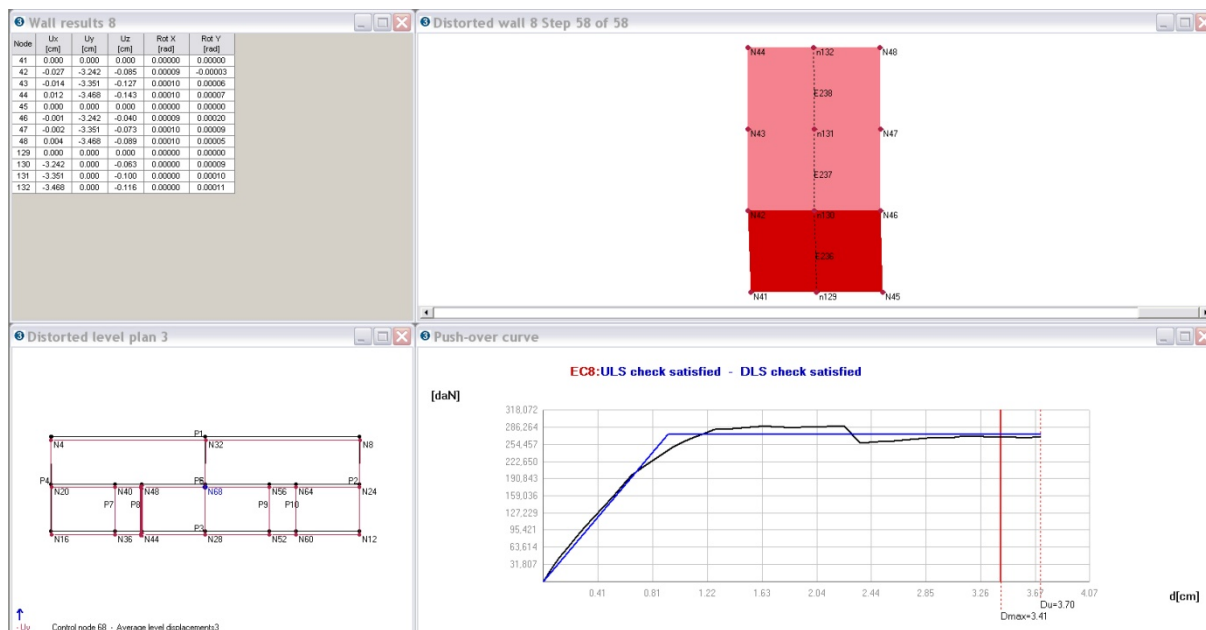 Wall results 8
Node Ux [cm] Uy [cm] Uz [cm] Rot X [rad] Rot Y [rad]
41 0.000 0.000 0.000 0.00000 0.00000
42 -0.027 -3.242 -0.085 0.00009 -0.00003
43 -0.014 -3.351 -0.127 0.00010 0.00006
44 0.012 -3.468 -0.143 0.00010 0.00007
45 0.000 0.000 0.000 0.00000 0.00000
46 -0.001 -3.242 -0.040 0.00009 0.00020
47 -0.002 -3.351 -0.073 0.00010 0.00009
48 0.004 -3.468 -0.089 0.00010 0.00005
129 0.000 0.000 0.000 0.00000 0.00000
130 -3.242 0.000 -0.063 0.00000 0.00009
131 -3.351 0.000 -0.100 0.00000 0.00010
132 -3.468 0.000 -0.116 0.00000 0.00011
Distorted wall 8 Step 58 of 58
N44 n132 N48
E238
N43 n131 N47
E237
N42 n130 N46
E236
N41 n129 N45
Distorted level plan 3
P1
N4 N32 N8
P4 P2
N20 N40 N48 N68 N56 N64 N24
P7 P8 P9 P10
P3
N16 N36 N44 N28 N52 N60 N12
Uy Control node 68 - Average level displacements3
Push-over curve
EC8:ULS check satisfied - DLS check satisfied
[daN]
318,072
286,264
254,457
222,650
190,843
159,036
127,229
95,421
63,614
31,807
0.41 0.81 1.22 1.63 2.04 2.44 2.85 3.26 4.07
d[cm]
Du=3.70
Dmax=3.41